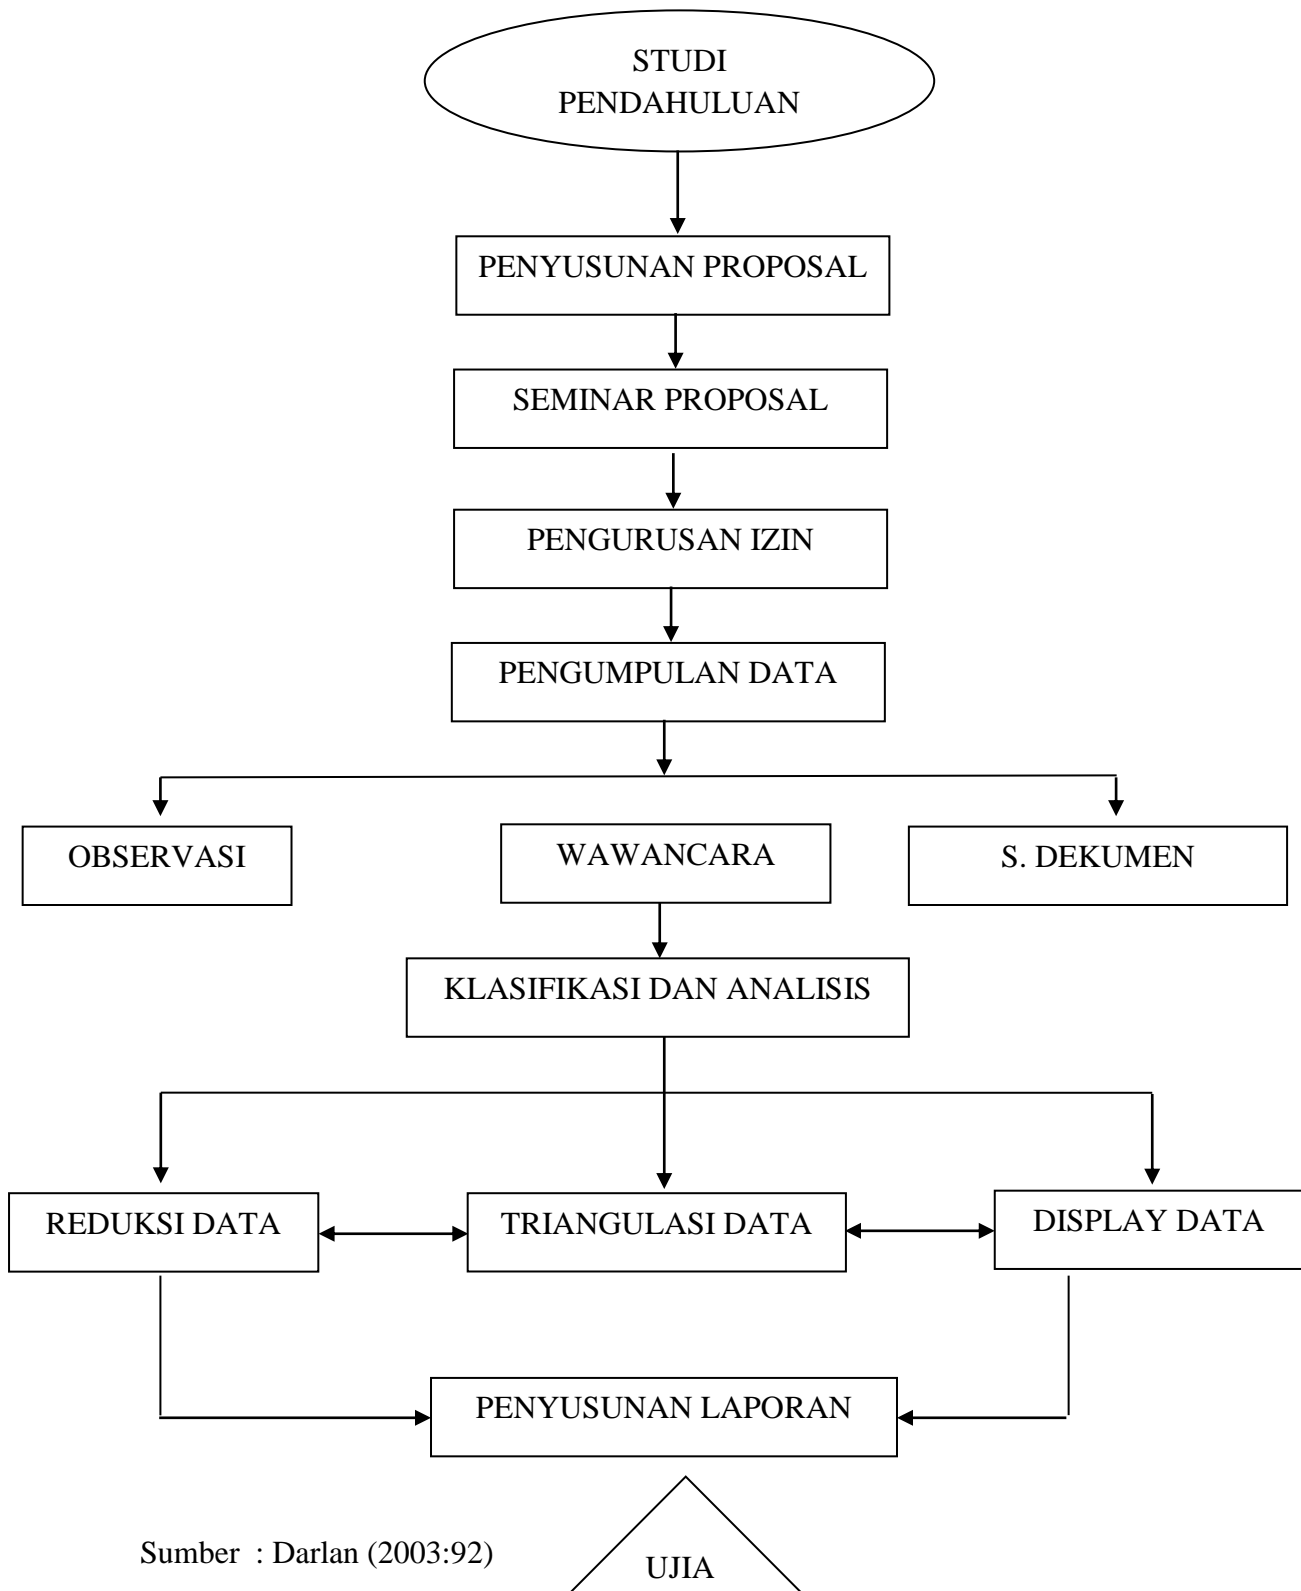 STUDI
PENDAHULUAN
PENYUSUNAN PROPOSAL
SEMINAR PROPOSAL
PENGURUSAN IZIN
PENGUMPULAN DATA
OBSERVASI
WAWANCARA
S. DEKUMEN
KLASIFIKASI DAN ANALISIS
REDUKSI DATA
TRIANGULASI DATA
DISPLAY DATA
PENYUSUNAN LAPORAN
Sumber : Darlan (2003:92)
UJIA